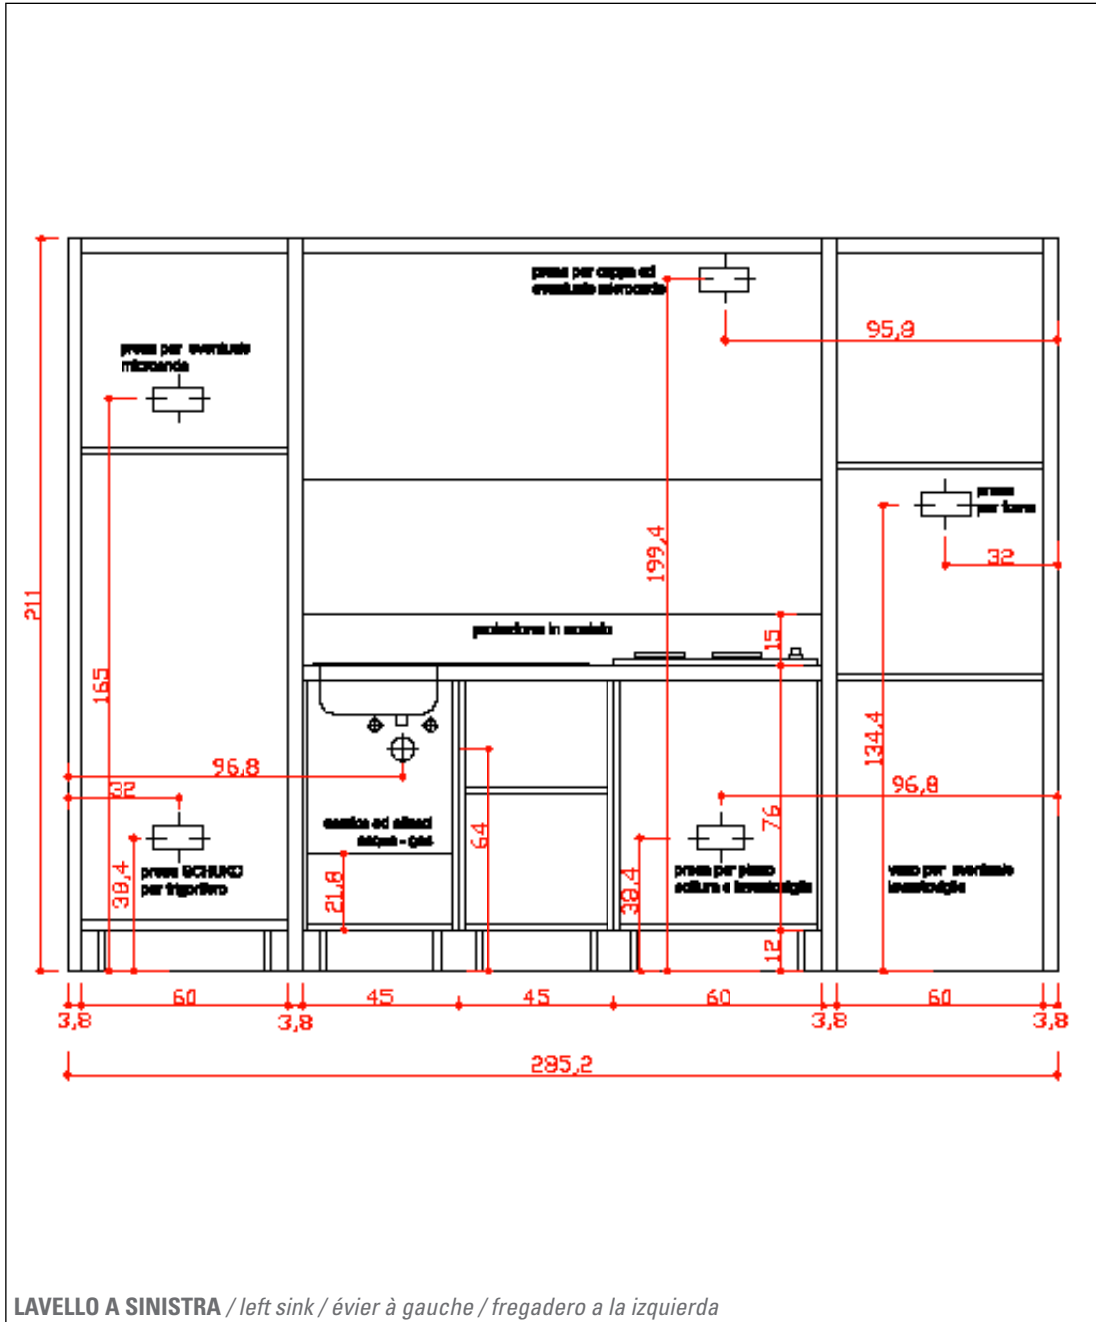 presa per cappa ed
eventuale microonde
95,8
presa per eventuale
microonde
presa
per forno
32
199,4
211
protezione in acciaio
15
165
134,4
96,8
96,8
32
76
64
scarico ed attacci
acqua - gas
38,4
presa SCHUKO
per frigorifero
21,8
38,4
presa per piano
cottura e lavastoviglie
vano per eventuale
lavastoviglie
12
60
45
45
60
60
3,8
3,8
3,8
3,8
285,2
LAVELLO A SINISTRA / left sink / évier à gauche / fregadero a la izquierda